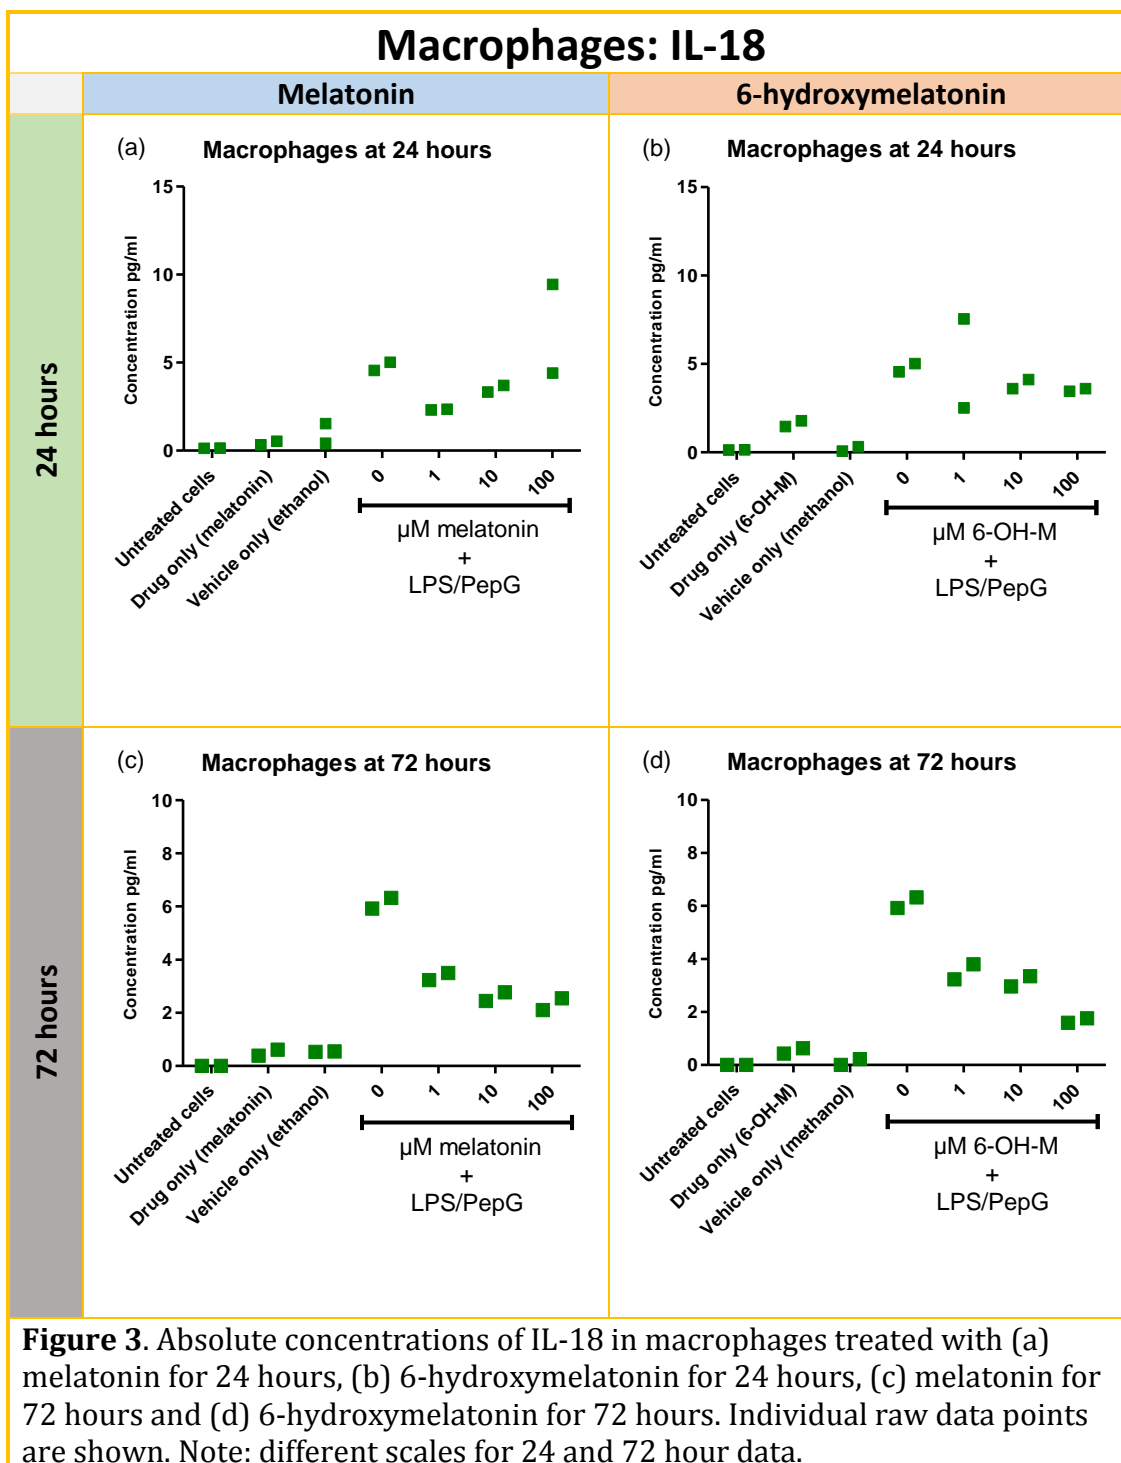 Macrophages: IL-18
Melatonin
6-hydroxymelatonin
24 hours
(a)
Macrophages at 24 hours
Concentration pg/ml
15
10
5
0
Untreated cells
Drug only (melatonin)
Vehicle only (ethanol)
0
1
10
100
µM melatonin
+
LPS/PepG
(b)
Macrophages at 24 hours
Concentration pg/ml
15
10
5
0
Untreated cells
Drug only (6-OH-M)
Vehicle only (methanol)
0
1
10
100
µM 6-OH-M
+
LPS/PepG
72 hours
(c)
Macrophages at 72 hours
Concentration pg/ml
10
8
6
4
2
0
Untreated cells
Drug only (melatonin)
Vehicle only (ethanol)
0
1
10
100
µM melatonin
+
LPS/PepG
(d)
Macrophages at 72 hours
Concentration pg/ml
10
8
6
4
2
0
Untreated cells
Drug only (6-OH-M)
Vehicle only (methanol)
0
1
10
100
µM 6-OH-M
+
LPS/PepG
Figure 3. Absolute concentrations of IL-18 in macrophages treated with (a)
melatonin for 24 hours, (b) 6-hydroxymelatonin for 24 hours, (c) melatonin for
72 hours and (d) 6-hydroxymelatonin for 72 hours. Individual raw data points
are shown. Note: different scales for 24 and 72 hour data.